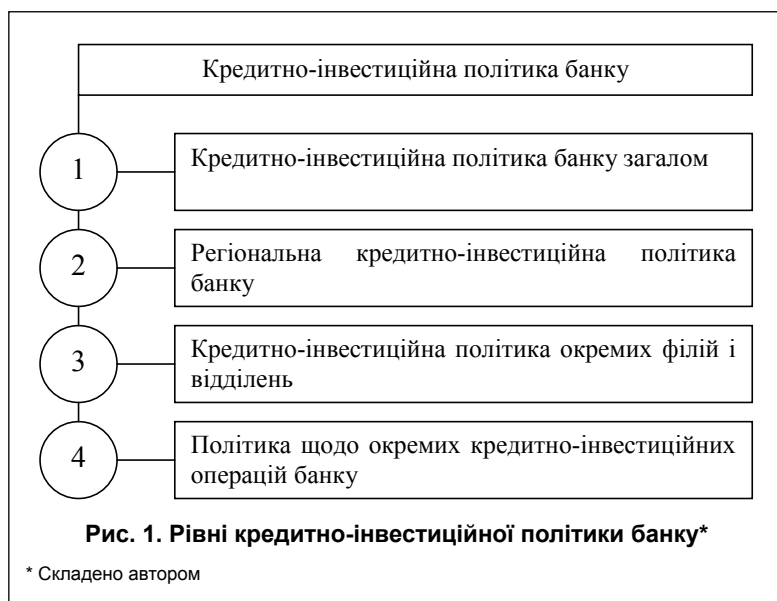 Кредитно-інвестиційна політика банку
1
Кредитно-інвестиційна політика банку загалом
2
Регіональна кредитно-інвестиційна політика
банку
3
Кредитно-інвестиційна політика окремих філій і
відділень
4
Політика щодо окремих кредитно-інвестиційних
операцій банку
Рис. 1. Рівні кредитно-інвестиційної політики банку*
* Складено автором